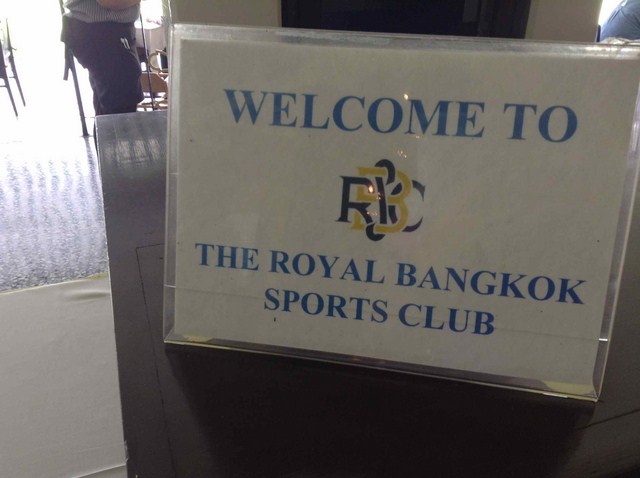 WELCOME TO
RBSC
THE ROYAL BANGKOK
SPORTS CLUB